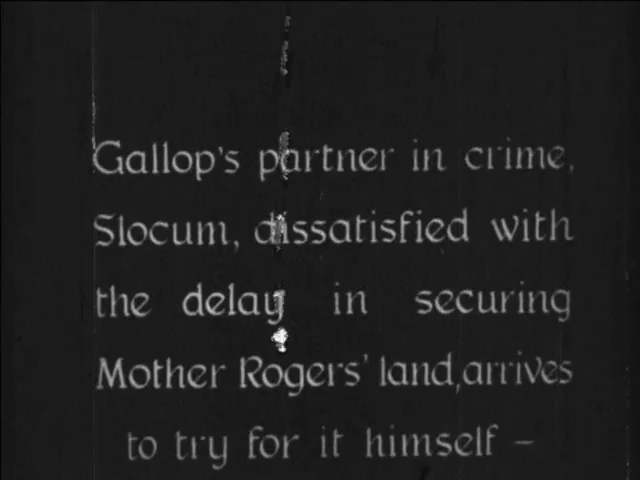 Gallop's partner in crime,
Slocum, dissatisfied with
the delay in securing
Mother Rogers' land, arrives
to try for it himself –